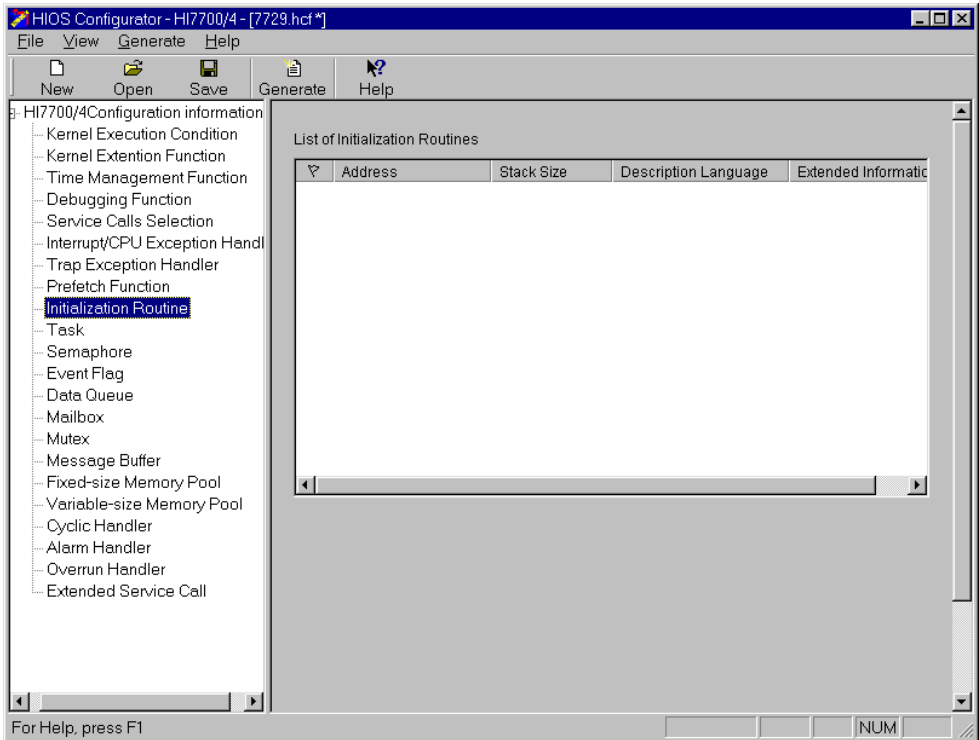 HIOS Configurator - HI7700/4 - [7729.hcf *]
File View Generate Help
New Open Save Generate Help
HI7700/4Configuration information
Kernel Execution Condition
Kernel Extention Function
Time Management Function
Debugging Function
Service Calls Selection
Interrupt/CPU Exception Handl
Trap Exception Handler
Prefetch Function
Initialization Routine
Task
Semaphore
Event Flag
Data Queue
Mailbox
Mutex
Message Buffer
Fixed-size Memory Pool
Variable-size Memory Pool
Cyclic Handler
Alarm Handler
Overrun Handler
Extended Service Call
List of Initialization Routines
Address Stack Size Description Language Extended Informatic
For Help, press F1
NUM